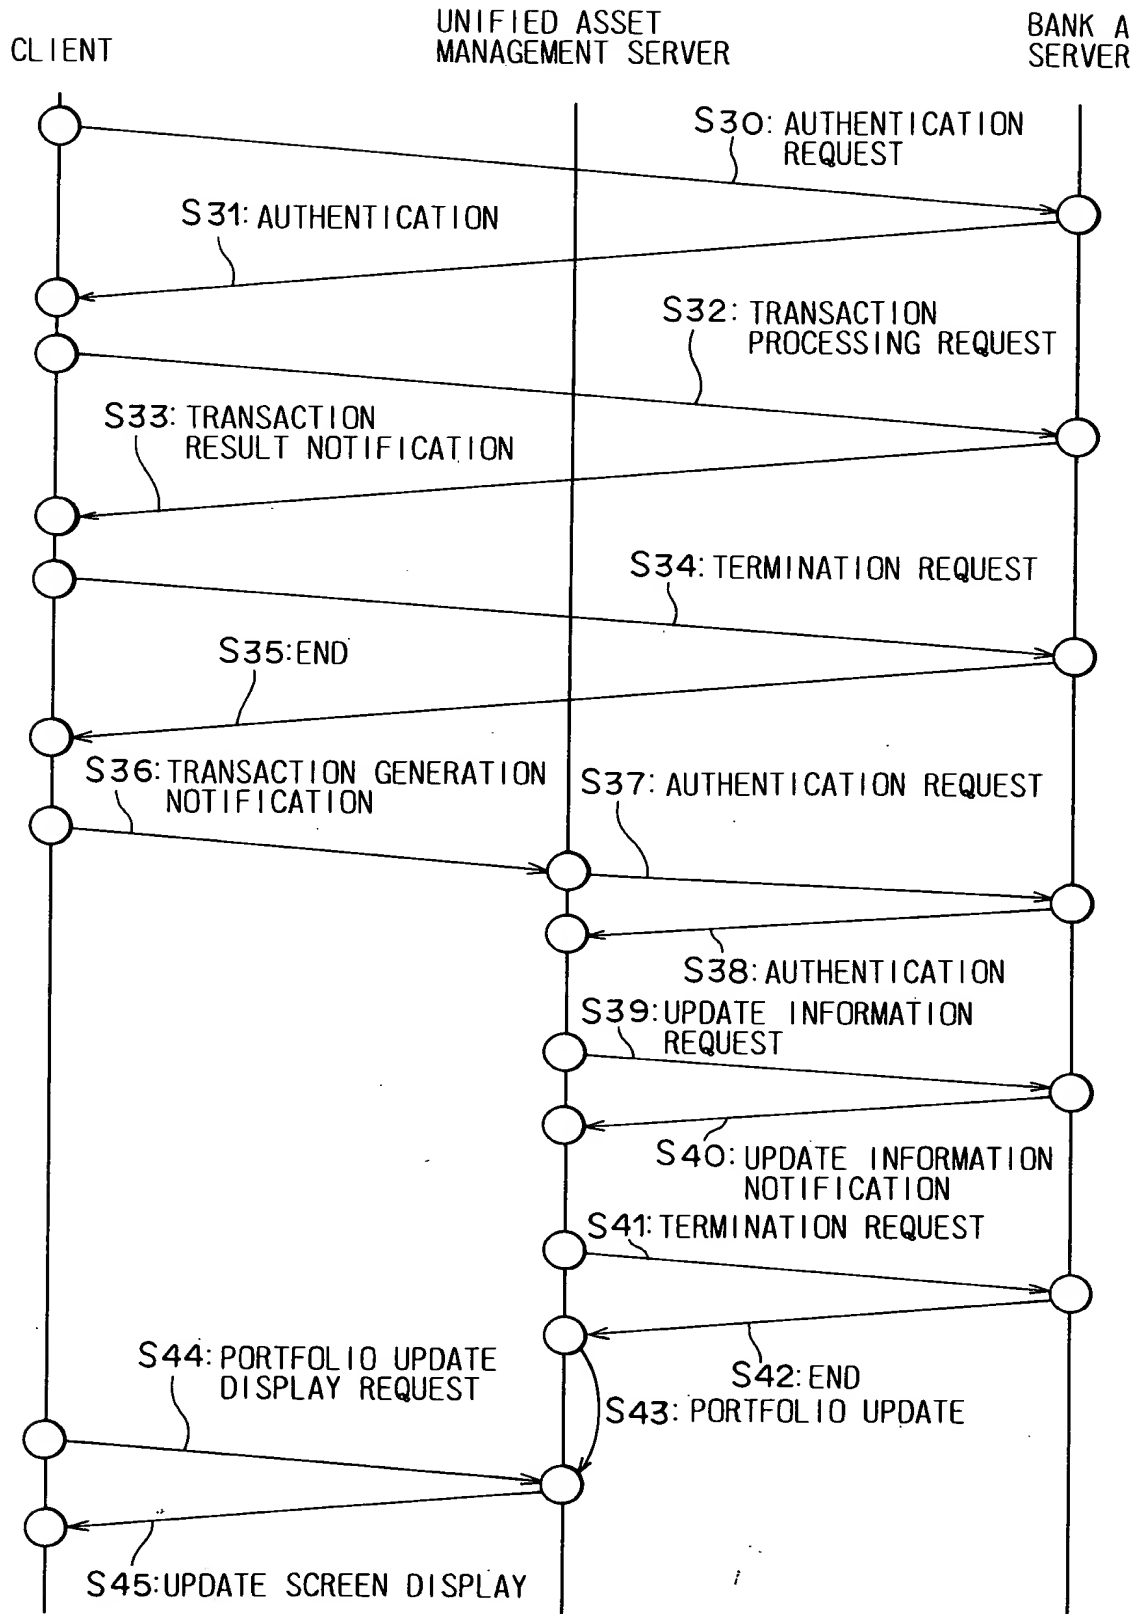 CLIENT
UNIFIED ASSET
MANAGEMENT SERVER
BANK A
SERVER
S30: AUTHENTICATION
REQUEST
S31: AUTHENTICATION
S32: TRANSACTION
PROCESSING REQUEST
S33: TRANSACTION
RESULT NOTIFICATION
S34: TERMINATION REQUEST
S35: END
S36: TRANSACTION GENERATION
NOTIFICATION
S37: AUTHENTICATION REQUEST
S38: AUTHENTICATION
S39: UPDATE INFORMATION
REQUEST
S40: UPDATE INFORMATION
NOTIFICATION
S41: TERMINATION REQUEST
S42: END
S43: PORTFOLIO UPDATE
S44: PORTFOLIO UPDATE
DISPLAY REQUEST
S45: UPDATE SCREEN DISPLAY